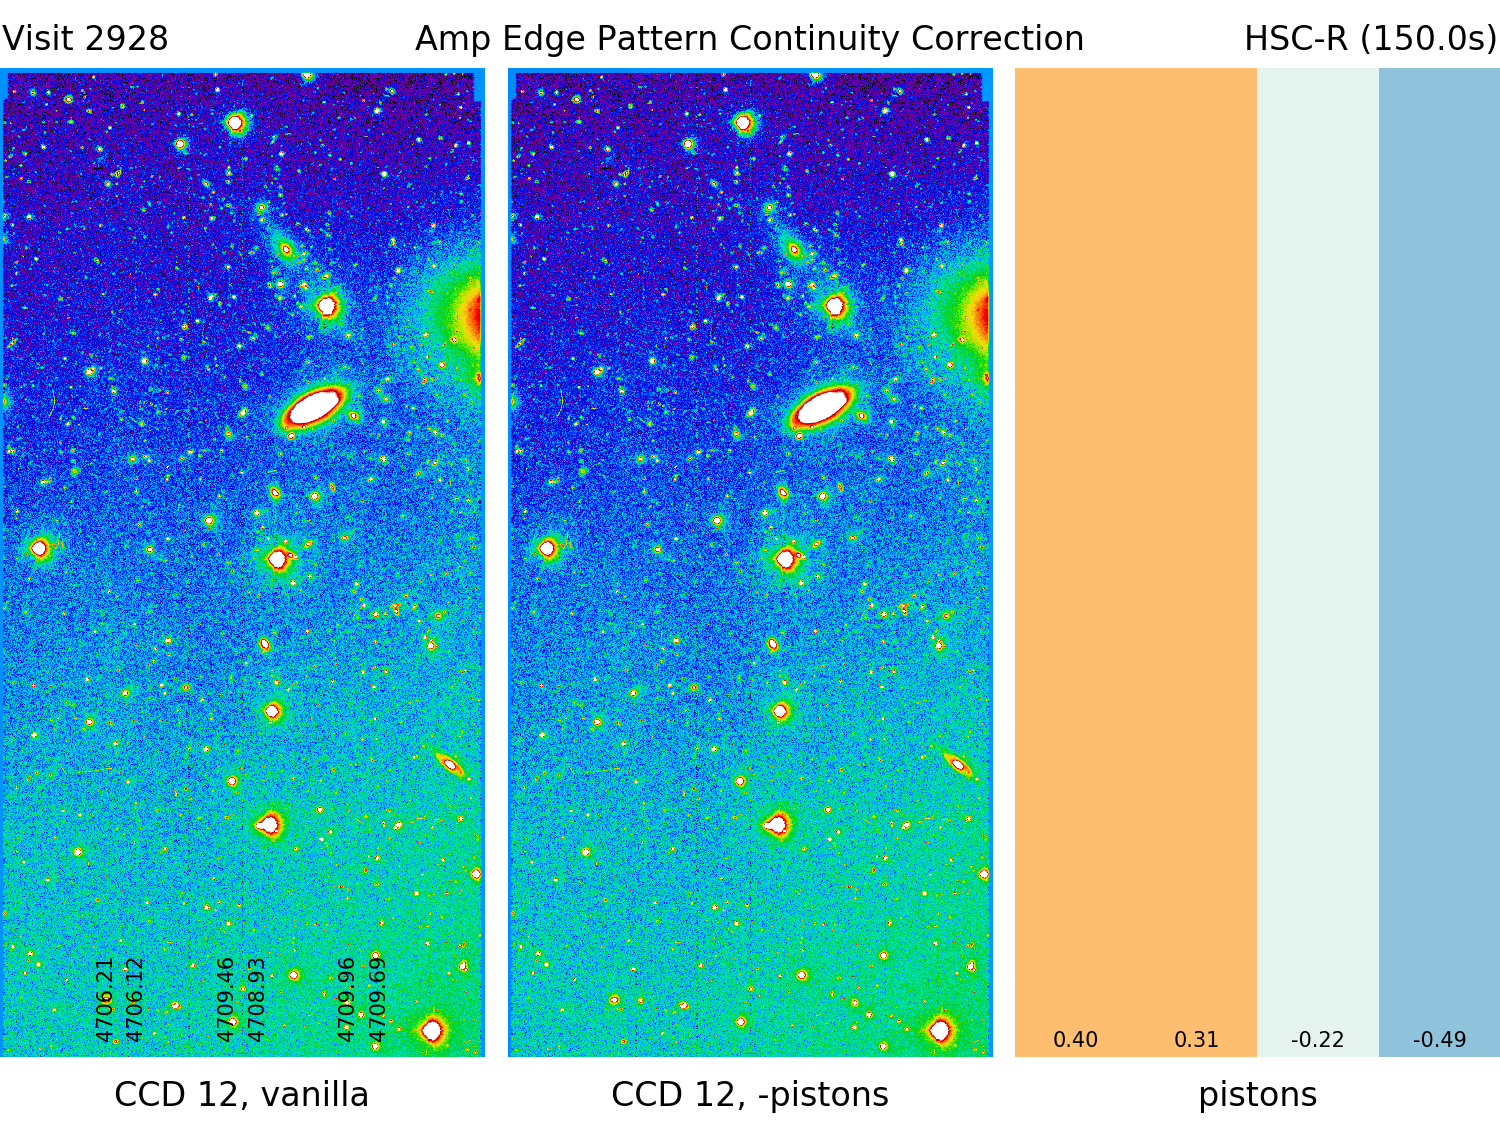 Visit 2928
Amp Edge Pattern Continuity Correction
HSC-R (150.0s)
4706.21
4706.12
4709.46
4708.93
4709.96
4709.69
0.40
0.31
-0.22
-0.49
CCD 12, vanilla
CCD 12, -pistons
pistons